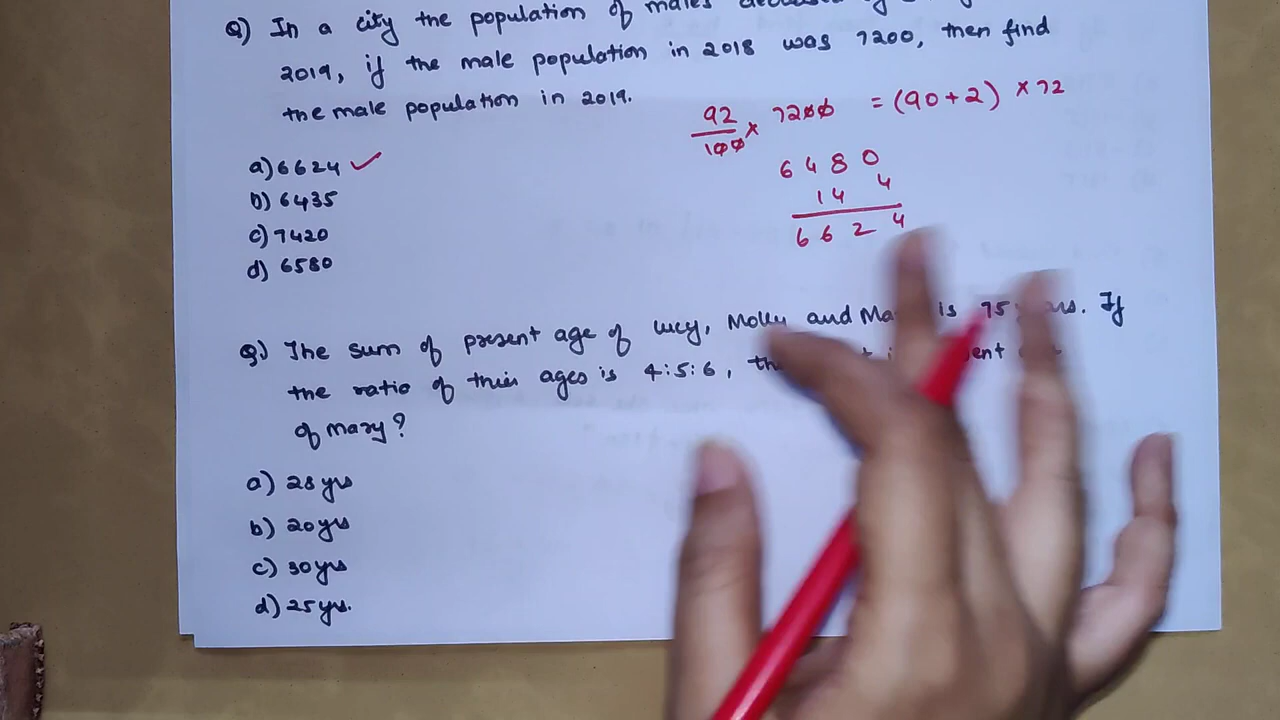 Q) In a city the population of males
2019, if the male population in 2018 was 7200, then find
the male population in 2019.
92/100 × 7200 = (90+2) × 72
a) 6624 ✓
b) 6435
c) 7420
d) 6580
6480
14 4
6624
Q.) The sum of present age of lucy, Molly and is 75 years. If
the ratio of their ages is 4:5:6,
of mary?
a) 28 yrs
b) 20 yrs
c) 30 yrs
d) 25 yrs.